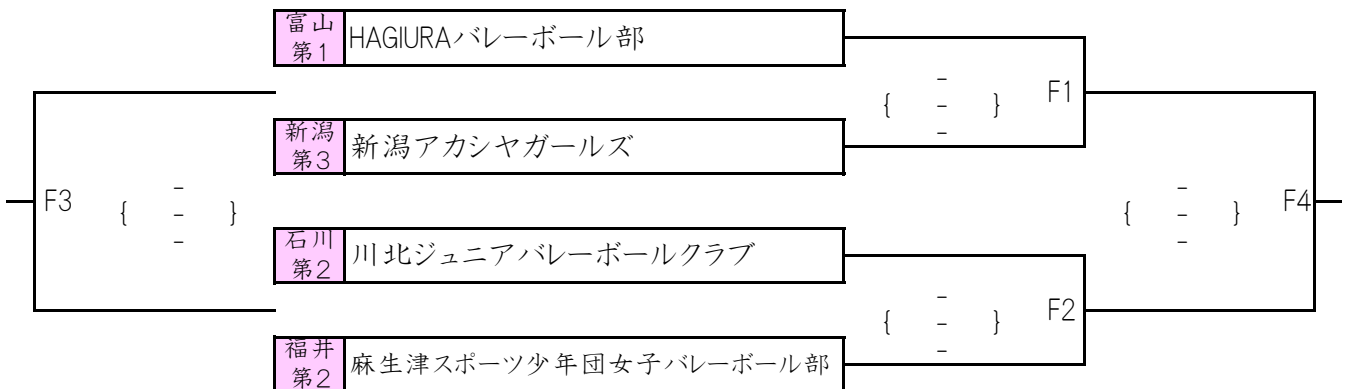 富山
第1
HAGIURAバレーボール部
-
{ - } F1
-
新潟
第3
新潟アカシヤガールズ
-
F3 { - }
-
-
{ - } F4
-
石川
第2
川北ジュニアバレーボールクラブ
-
{ - } F2
-
福井
第2
麻生津スポーツ少年団女子バレーボール部